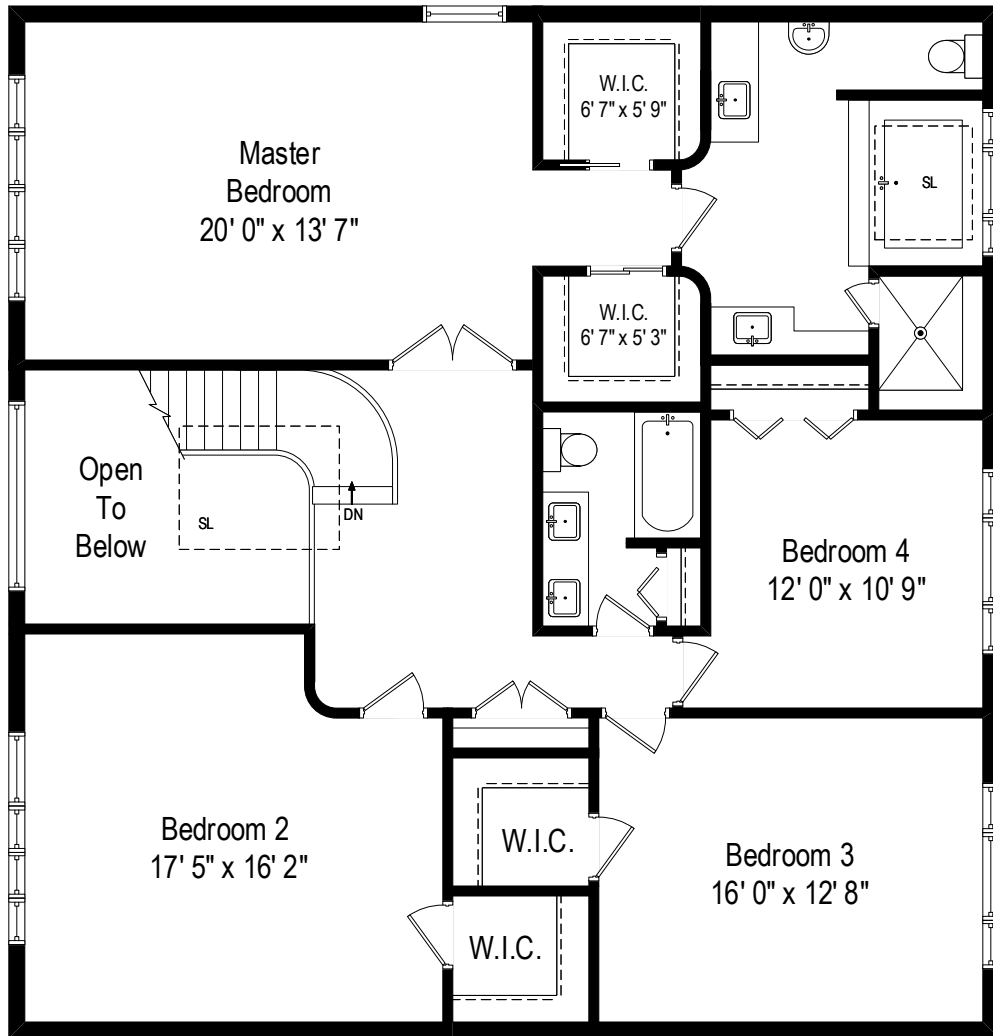 W.I.C.
6' 7" x 5' 9"
Master
Bedroom
20' 0" x 13' 7"
SL
W.I.C.
6' 7" x 5' 3"
Open
To
Below
SL
DN
Bedroom 4
12' 0" x 10' 9"
Bedroom 2
17' 5" x 16' 2"
W.I.C.
Bedroom 3
16' 0" x 12' 8"
W.I.C.